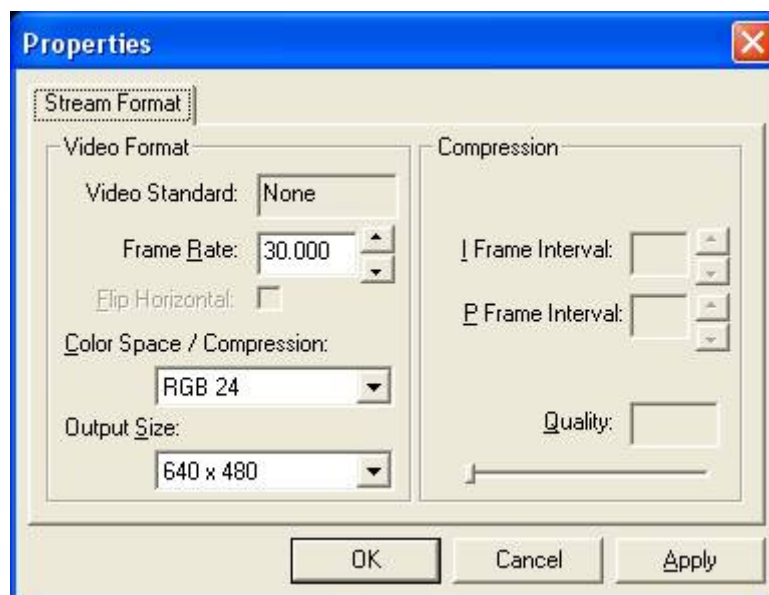 Properties
Stream Format
Video Format
Video Standard: None
Frame Rate: 30.000
Flip Horizontal:
Color Space / Compression:
RGB 24
Output Size:
640 x 480
Compression
I Frame Interval:
P Frame Interval:
Quality:
OK Cancel Apply